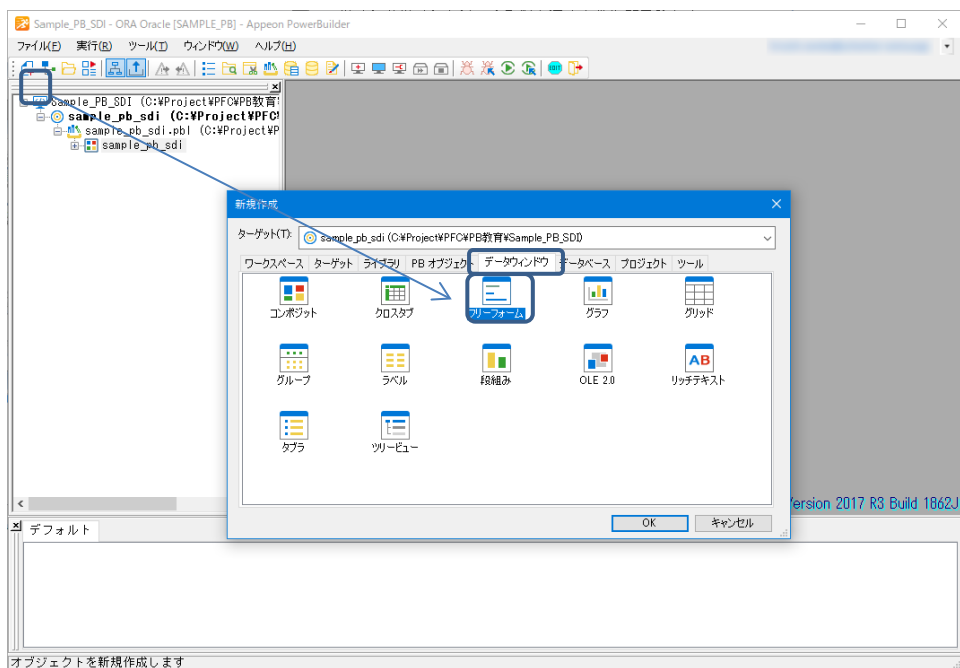 Sample_PB_SDI - ORA Oracle [SAMPLE_PB] - Appeon PowerBuilder
ファイル(F) 実行(R) ツール(T) ウィンドウ(W) ヘルプ(H)
Sample_PB_SDI (C:¥Project¥PFC¥PB教育
sample_pb_sdi (C:¥Project¥PFC
sample_pb_sdi.pbl (C:¥Project¥P
sample_pb_sdi
新規作成
ターゲット(T): sample_pb_sdi (C:¥Project¥PFC¥PB教育¥Sample_PB_SDI)
ワークスペース ターゲット ライブラリ PB オブジェクト データウィンドウ データベース プロジェクト ツール
コンポジット クロスタブ フリーフォーム グラフ グリッド
グループ ラベル 段組み OLE 2.0 リッチテキスト
タブラ ツリービュー
OK キャンセル
Version 2017 R3 Build 1862J
デフォルト
オブジェクトを新規作成します